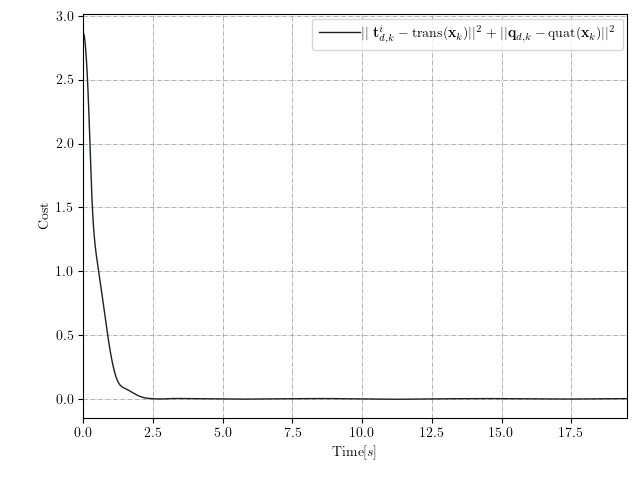 || t^i_{d,k} − trans(x_k)||^2 + ||q_{d,k} − quat(x_k)||^2
3.0
2.5
2.0
1.5
1.0
0.5
0.0
Cost
0.0 2.5 5.0 7.5 10.0 12.5 15.0 17.5
Time[s]